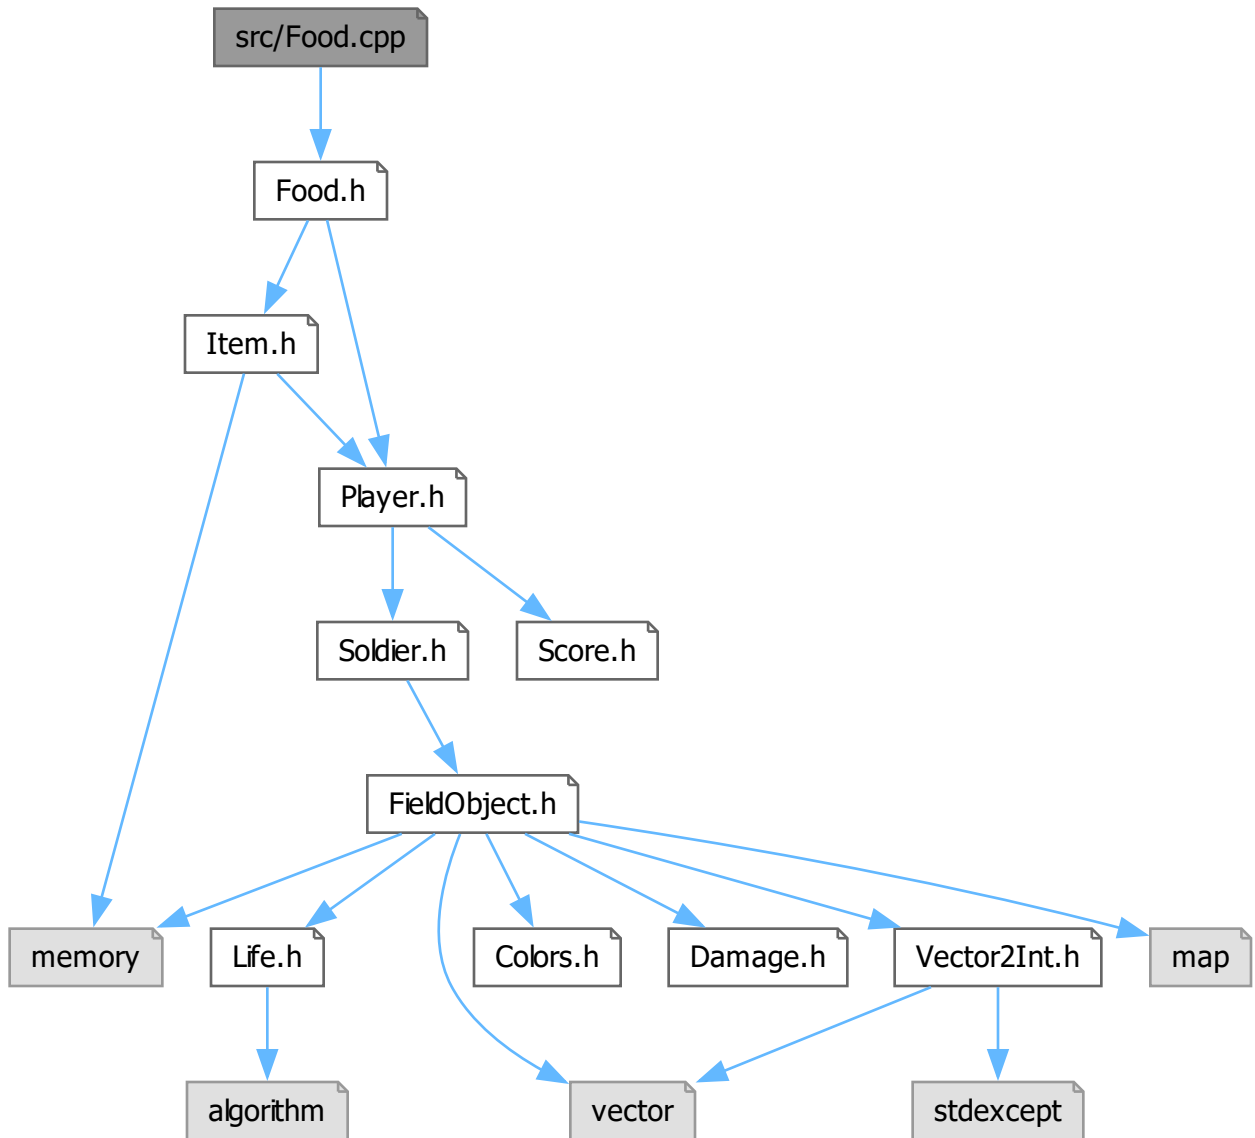 src/Food.cpp
Food.h
Item.h
Player.h
Soldier.h
Score.h
FieldObject.h
memory
Life.h
Colors.h
Damage.h
Vector2Int.h
map
algorithm
vector
stdexcept